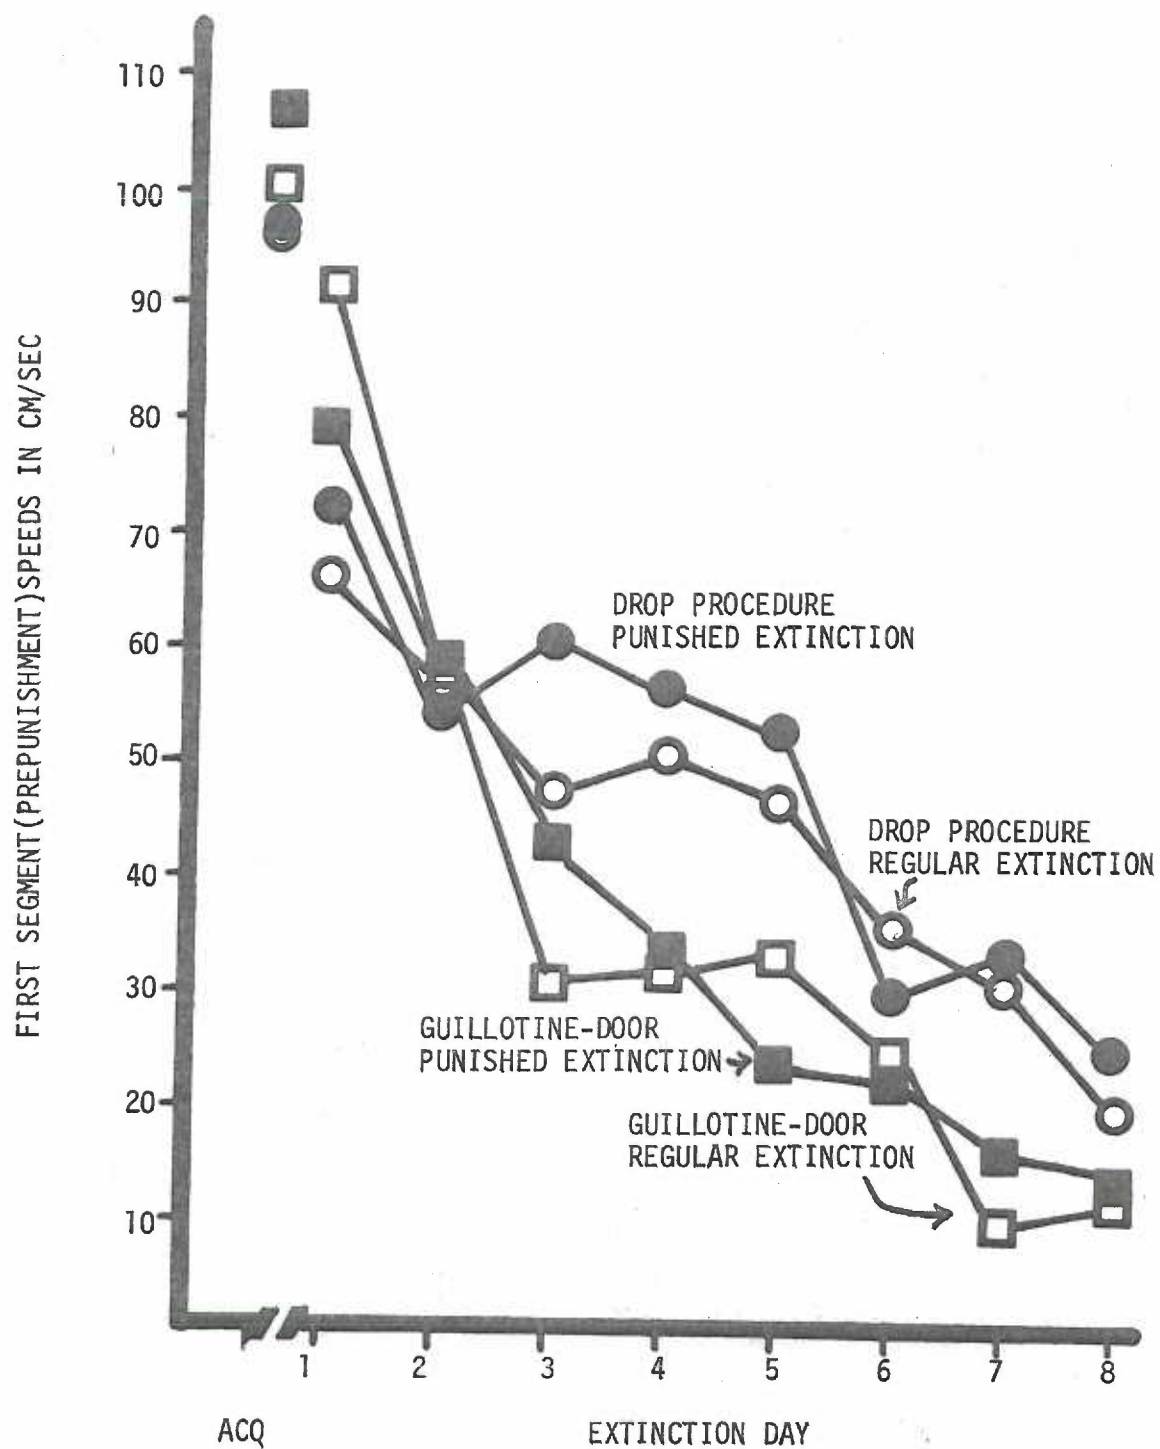 FIRST SEGMENT(PREPUNISHMENT)SPEEDS IN CM/SEC
110
100
90
80
70
60
50
40
30
20
10
DROP PROCEDURE
PUNISHED EXTINCTION
DROP PROCEDURE
REGULAR EXTINCTION
GUILLOTINE-DOOR
PUNISHED EXTINCTION
GUILLOTINE-DOOR
REGULAR EXTINCTION
1 2 3 4 5 6 7 8
ACQ EXTINCTION DAY